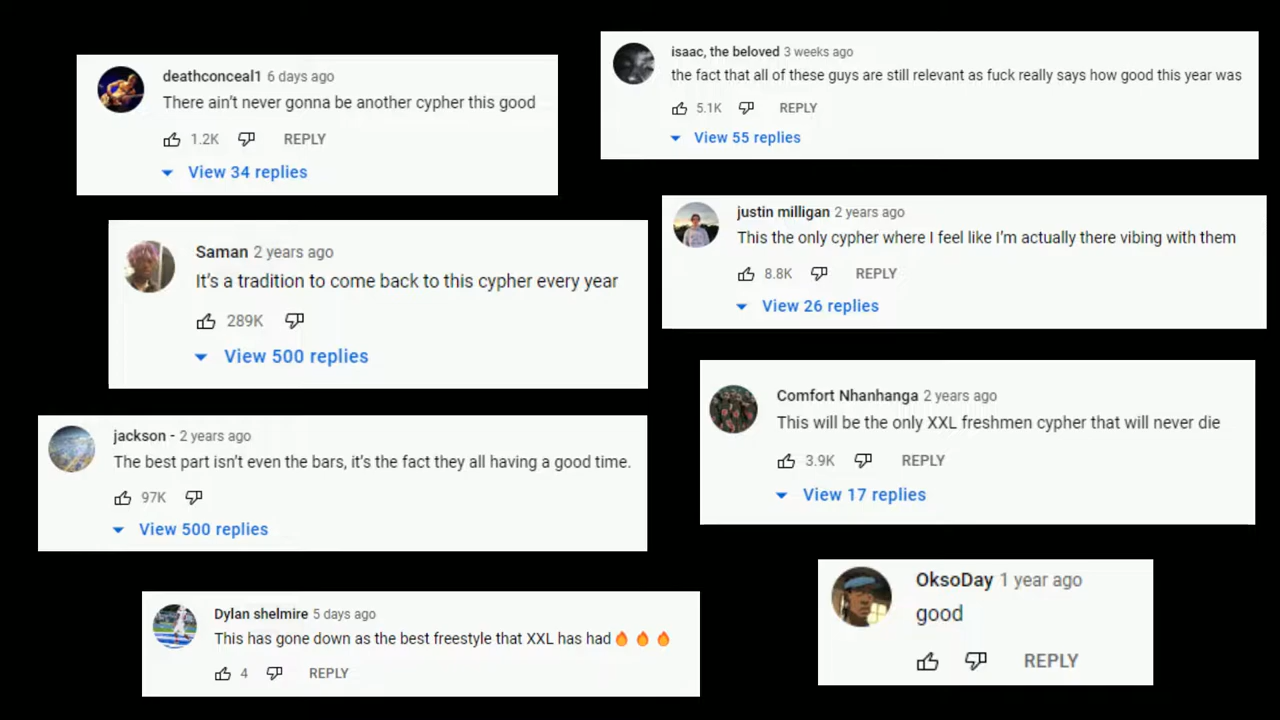 deathconceal1 6 days ago
There ain't never gonna be another cypher this good
1.2K REPLY
View 34 replies
isaac, the beloved 3 weeks ago
the fact that all of these guys are still relevant as fuck really says how good this year was
5.1K REPLY
View 55 replies
Saman 2 years ago
It's a tradition to come back to this cypher every year
289K
View 500 replies
justin milligan 2 years ago
This the only cypher where I feel like I'm actually there vibing with them
8.8K REPLY
View 26 replies
jackson - 2 years ago
The best part isn't even the bars, it's the fact they all having a good time.
97K
View 500 replies
Comfort Nhanhanga 2 years ago
This will be the only XXL freshmen cypher that will never die
3.9K REPLY
View 17 replies
Dylan shelmire 5 days ago
This has gone down as the best freestyle that XXL has had🔥🔥🔥
4 REPLY
OksoDay 1 year ago
good
REPLY